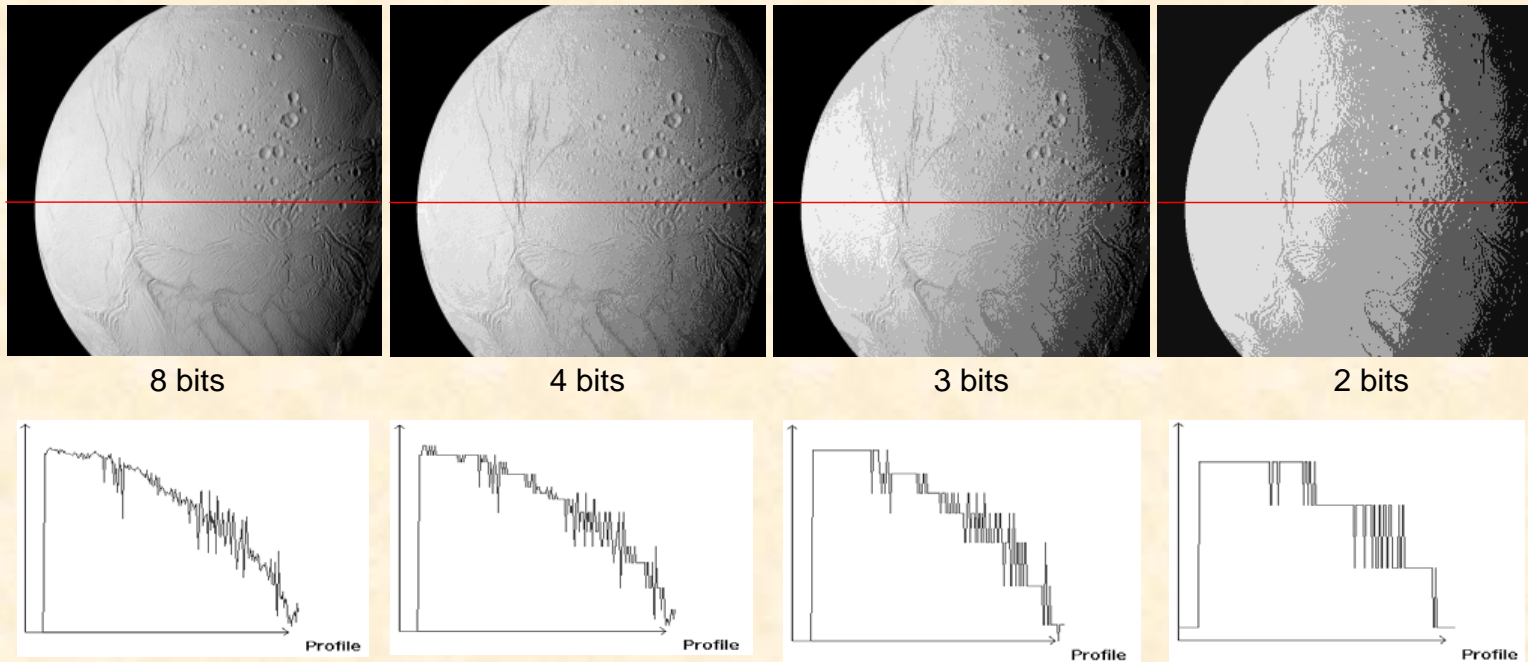 8 bits
4 bits
3 bits
2 bits
Profile
Profile
Profile
Profile